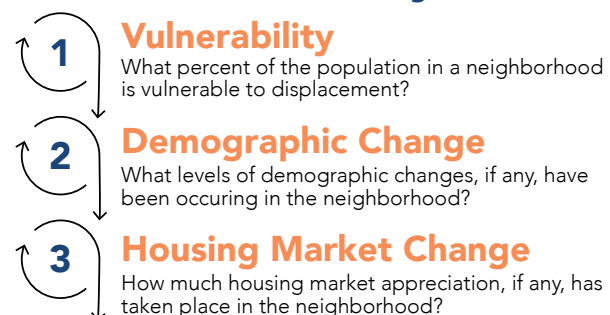 1
Vulnerability
What percent of the population in a neighborhood
is vulnerable to displacement?
2
Demographic Change
What levels of demographic changes, if any, have
been occuring in the neighborhood?
3
Housing Market Change
How much housing market appreciation, if any, has
taken place in the neighborhood?